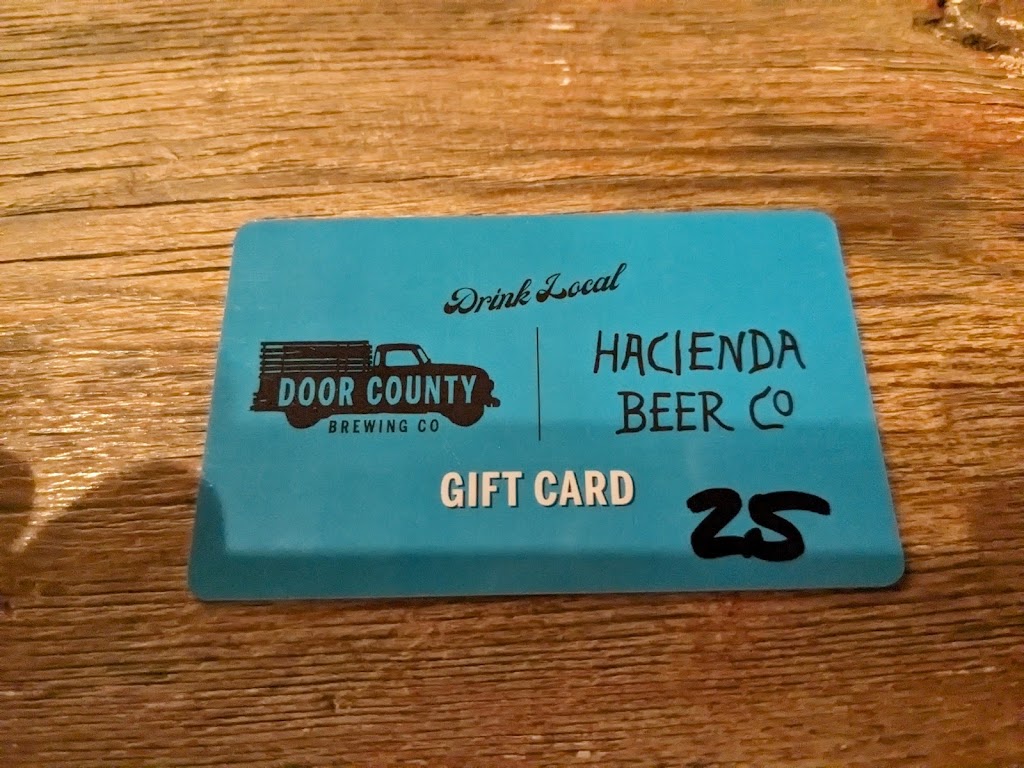 Drink Local
DOOR COUNTY
BREWING CO
HACIENDA
BEER CO
GIFT CARD
25